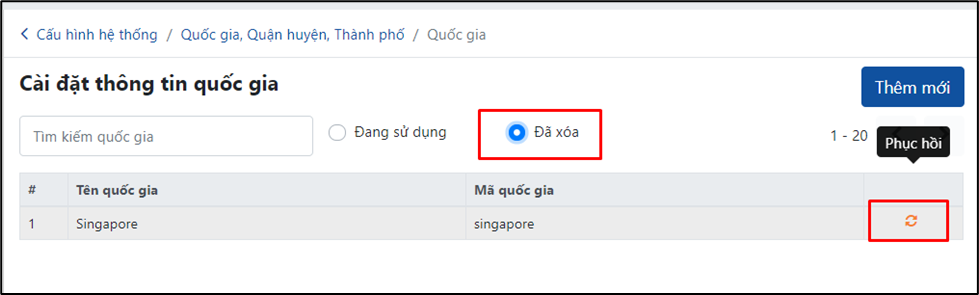 Cấu hình hệ thống / Quốc gia, Quận huyện, Thành phố / Quốc gia
Cài đặt thông tin quốc gia
Thêm mới
Tìm kiếm quốc gia
Đang sử dụng
Đã xóa
1 - 20
Phục hồi
# Tên quốc gia Mã quốc gia
1 Singapore singapore